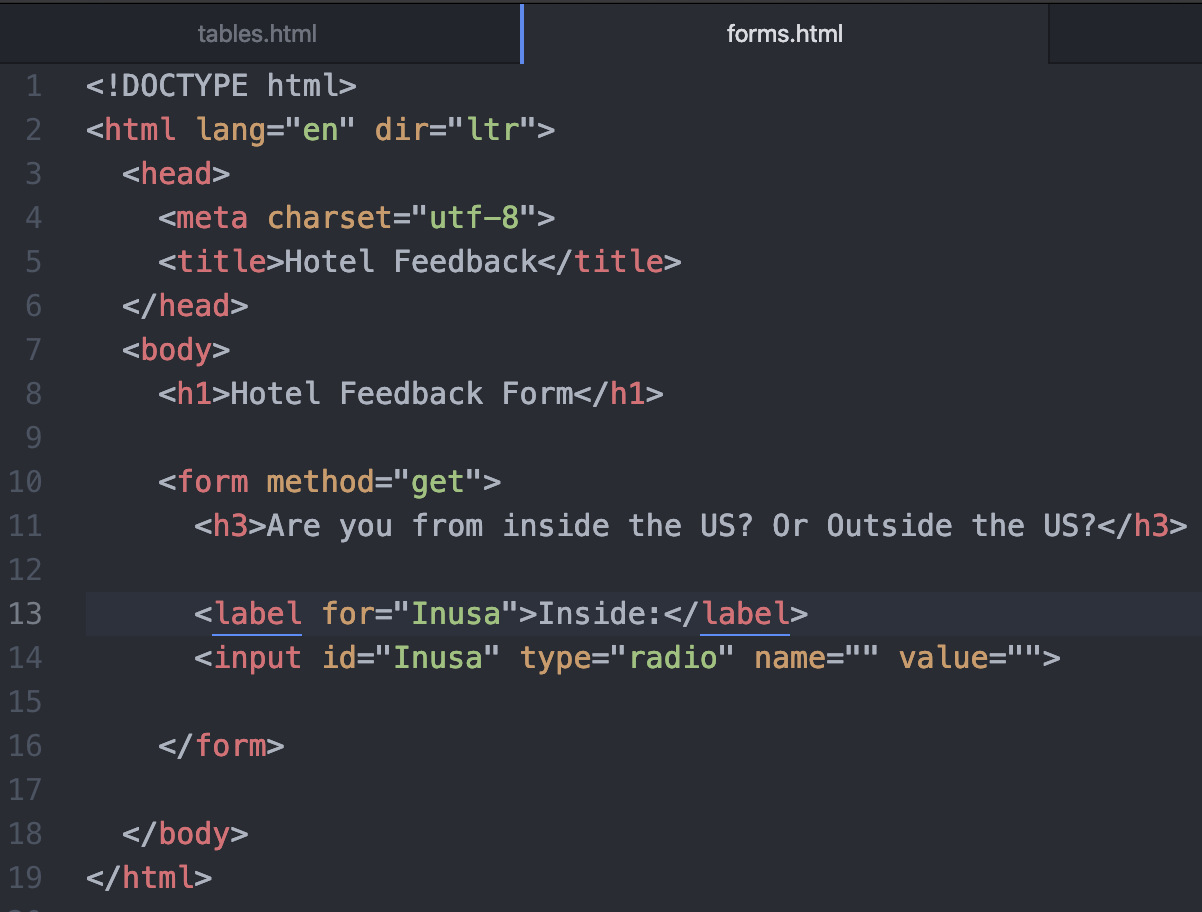 tables.html
forms.html
1 <!DOCTYPE html>
2 <html lang="en" dir="ltr">
3   <head>
4     <meta charset="utf-8">
5     <title>Hotel Feedback</title>
6   </head>
7   <body>
8     <h1>Hotel Feedback Form</h1>
9
10     <form method="get">
11       <h3>Are you from inside the US? Or Outside the US?</h3>
12
13       <label for="Inusa">Inside:</label>
14       <input id="Inusa" type="radio" name="" value="">
15
16     </form>
17
18   </body>
19 </html>